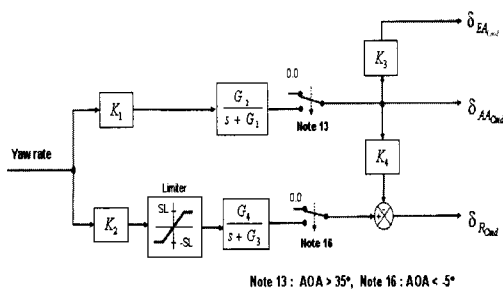 δ_EA_Cmd
0.0
K₃
K₁
G₂
s + G₁
δ_AA_Cmd
Note 13
K₄
Yaw rate
Limiter
0.0
K₂
SL
-SL
G₄
s + G₃
δ_R_Cmd
Note 16
Note 13 : AOA > 35°, Note 16 : AOA < -5°